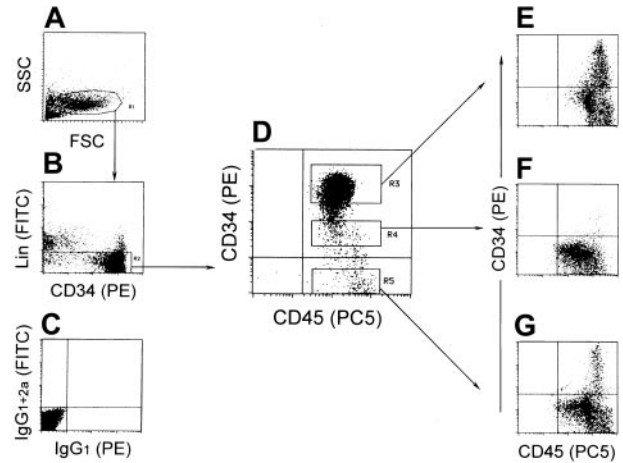 A
SSC
R1
FSC
B
Lin (FITC)
R2
CD34 (PE)
C
IgG1+2a (FITC)
IgG1 (PE)
D
CD34 (PE)
R3
R4
R5
CD45 (PC5)
E
F
CD34 (PE)
G
CD45 (PC5)